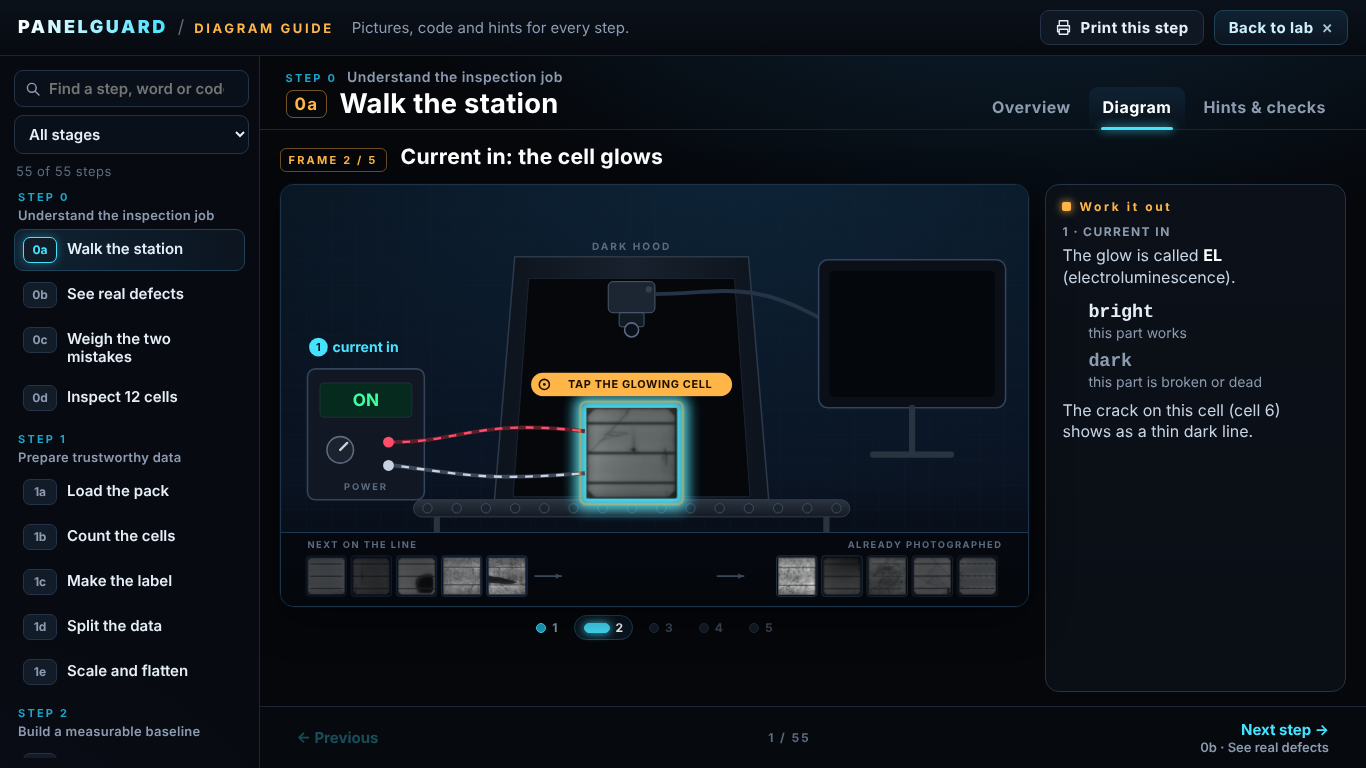 PANELGUARD / DIAGRAM GUIDE Pictures, code and hints for every step.
Print this step
Back to lab ×
Find a step, word or cod
All stages
55 of 55 steps
STEP 0
Understand the inspection job
0a Walk the station
0b See real defects
0c Weigh the two
mistakes
0d Inspect 12 cells
STEP 1
Prepare trustworthy data
1a Load the pack
1b Count the cells
1c Make the label
1d Split the data
1e Scale and flatten
STEP 2
Build a measurable baseline
STEP 0 Understand the inspection job
0a Walk the station
Overview
Diagram
Hints & checks
FRAME 2 / 5 Current in: the cell glows
DARK HOOD
1 current in
ON
POWER
TAP THE GLOWING CELL
NEXT ON THE LINE
ALREADY PHOTOGRAPHED
1 2 3 4 5
Work it out
1 · CURRENT IN
The glow is called EL
(electroluminescence).
bright
this part works
dark
this part is broken or dead
The crack on this cell (cell 6)
shows as a thin dark line.
← Previous
1 / 55
Next step →
0b · See real defects